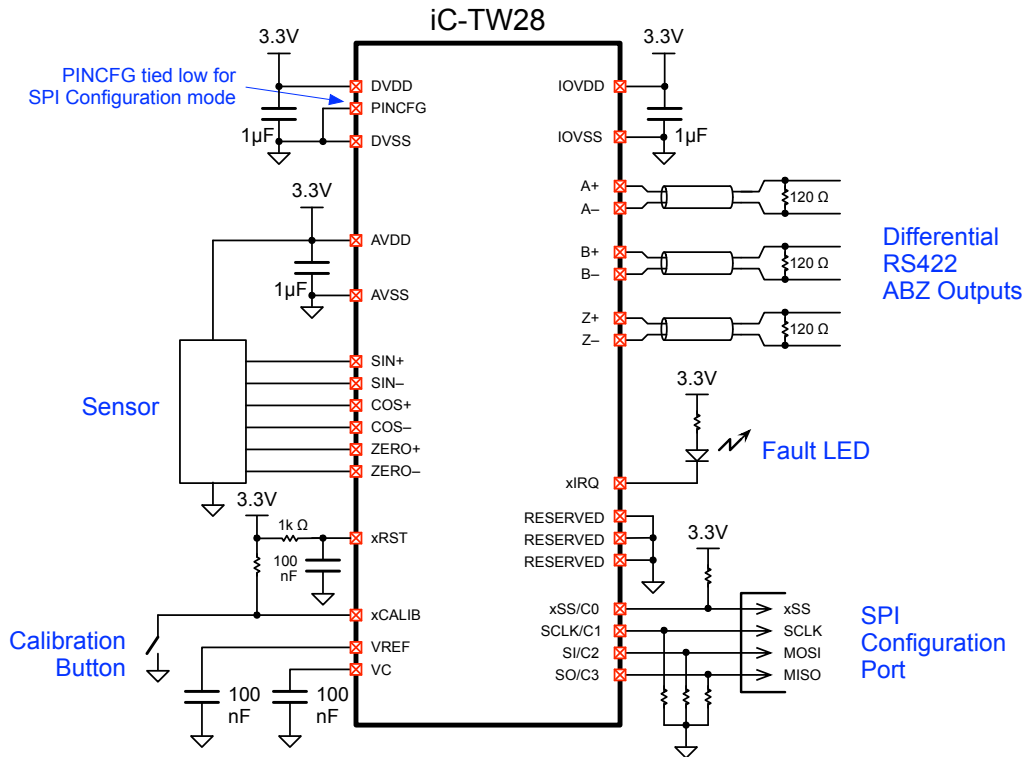 iC-TW28
3.3V
PINCFG tied low for
SPI Configuration mode
1µF
DVDD
PINCFG
DVSS
3.3V
1µF
AVDD
AVSS
Sensor
SIN+
SIN–
COS+
COS–
ZERO+
ZERO–
3.3V
1k Ω
100
nF
xRST
Calibration
Button
xCALIB
VREF
VC
100
nF
100
nF
3.3V
IOVDD
IOVSS
1µF
A+
A–
120 Ω
B+
B–
120 Ω
Z+
Z–
120 Ω
Differential
RS422
ABZ Outputs
3.3V
Fault LED
xIRQ
RESERVED
RESERVED
RESERVED
3.3V
xSS/C0
SCLK/C1
SI/C2
SO/C3
xSS
SCLK
MOSI
MISO
SPI
Configuration
Port